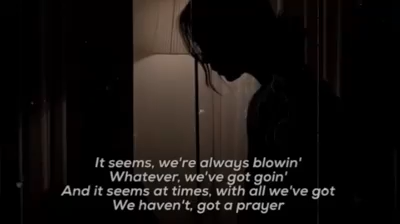 It seems, we're always blowin'
Whatever, we've got goin'
And it seems at times, with all we've got
We haven't, got a prayer